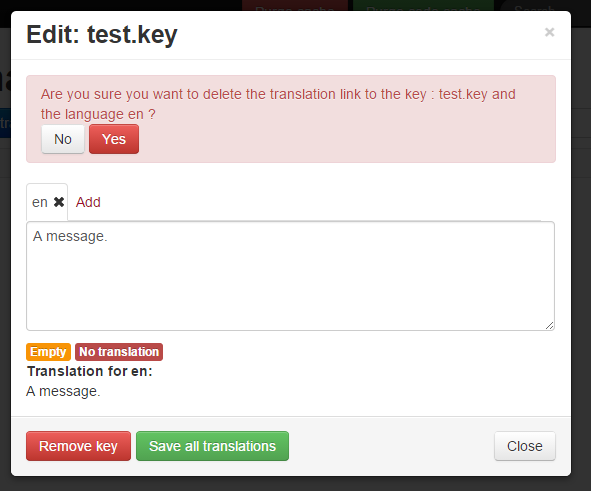 Edit: test.key
×
Are you sure you want to delete the translation link to the key : test.key and
the language en ?
No Yes
en ✖ Add
A message.
Empty No translation
Translation for en:
A message.
Remove key Save all translations Close